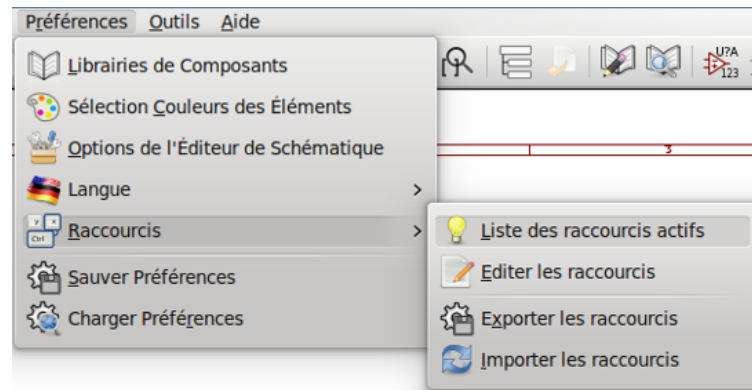 Préférences Outils Aide
Librairies de Composants
U?A
123
Sélection Couleurs des Éléments
Options de l'Éditeur de Schématique
3
Langue
y x
Ctrl
Raccourcis
Liste des raccourcis actifs
Sauver Préférences
Editer les raccourcis
Charger Préférences
Exporter les raccourcis
Importer les raccourcis